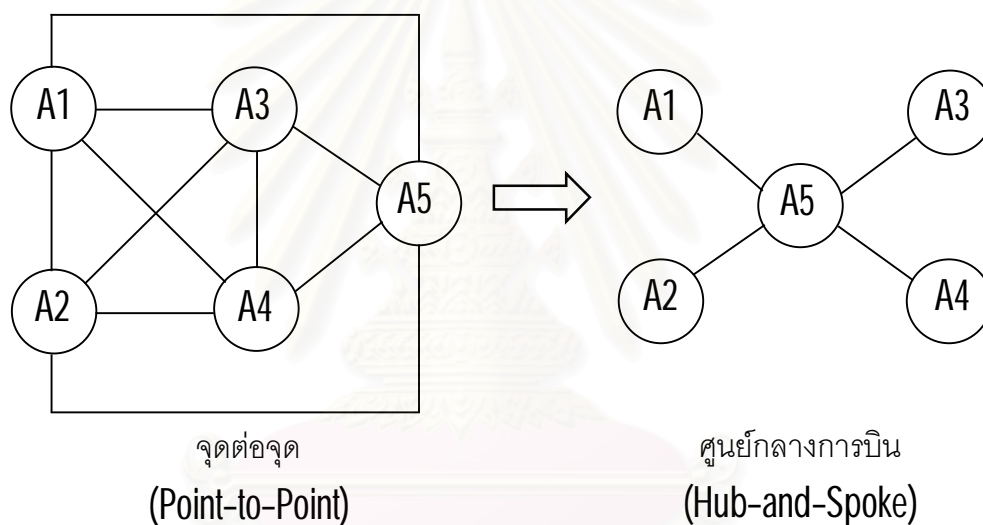 A1
A3
A5
A2
A4
A1
A3
A5
A2
A4
จุดต่อจุด
(Point-to-Point)
ศูนย์กลางการบิน
(Hub-and-Spoke)